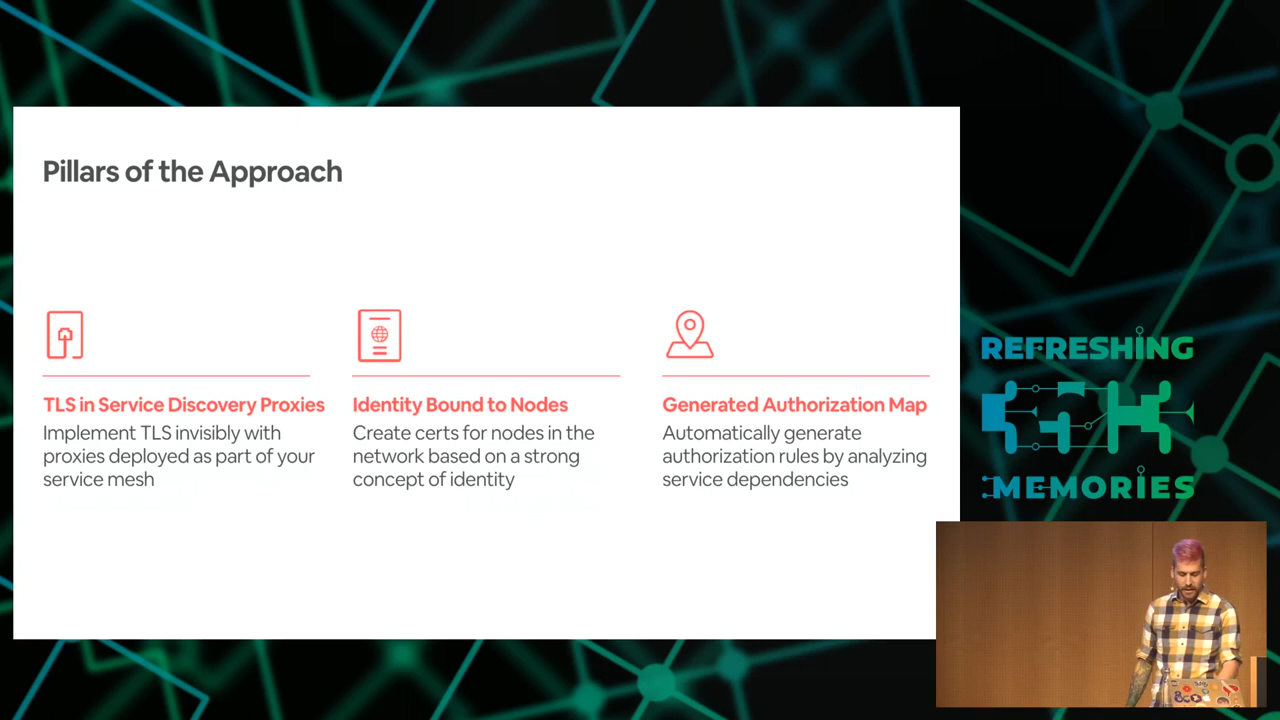 Pillars of the Approach
TLS in Service Discovery Proxies
Implement TLS invisibly with
proxies deployed as part of your
service mesh
Identity Bound to Nodes
Create certs for nodes in the
network based on a strong
concept of identity
Generated Authorization Map
Automatically generate
authorization rules by analyzing
service dependencies
REFRESHING
MEMORIES